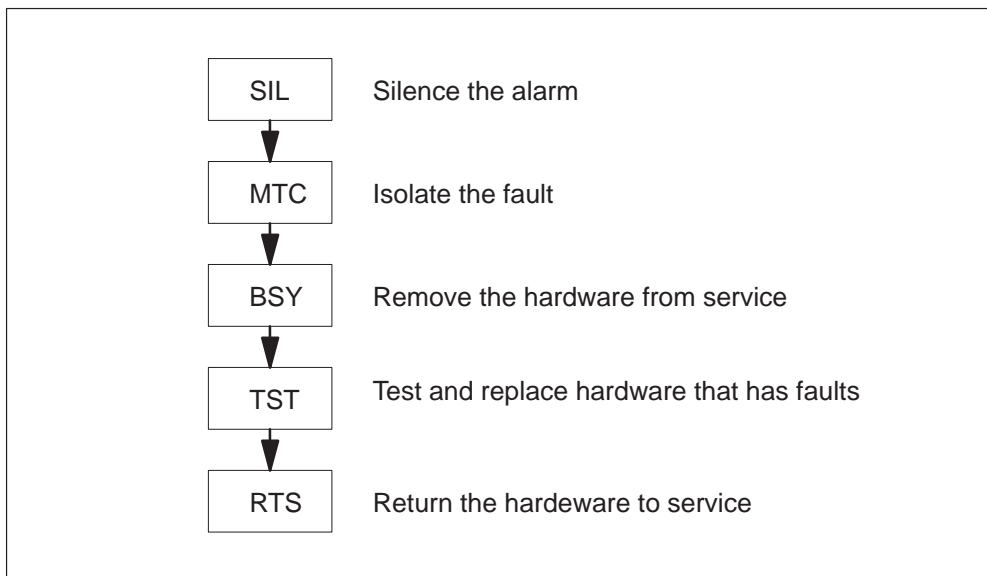 SIL Silence the alarm
MTC Isolate the fault
BSY Remove the hardware from service
TST Test and replace hardware that has faults
RTS Return the hardeware to service